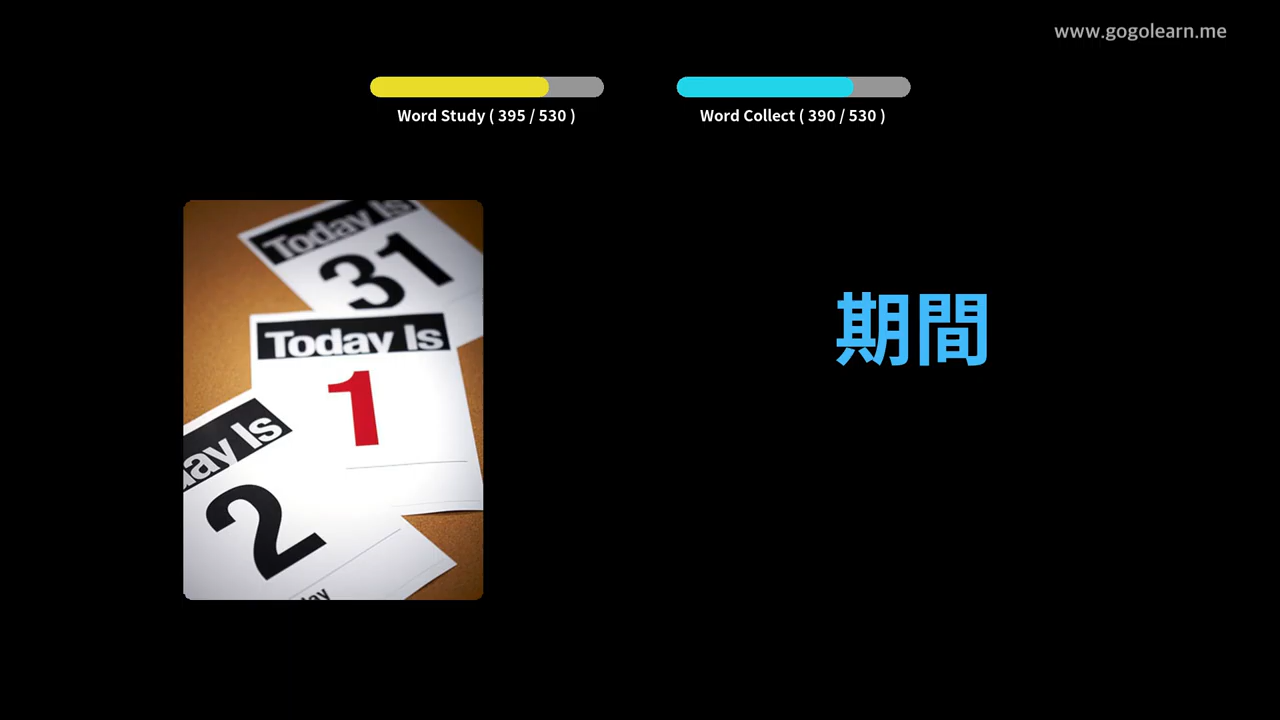 www.gogolearn.me
Word Study ( 395 / 530 )
Word Collect ( 390 / 530 )
Today Is
31
Today Is
1
ay Is
2
期間